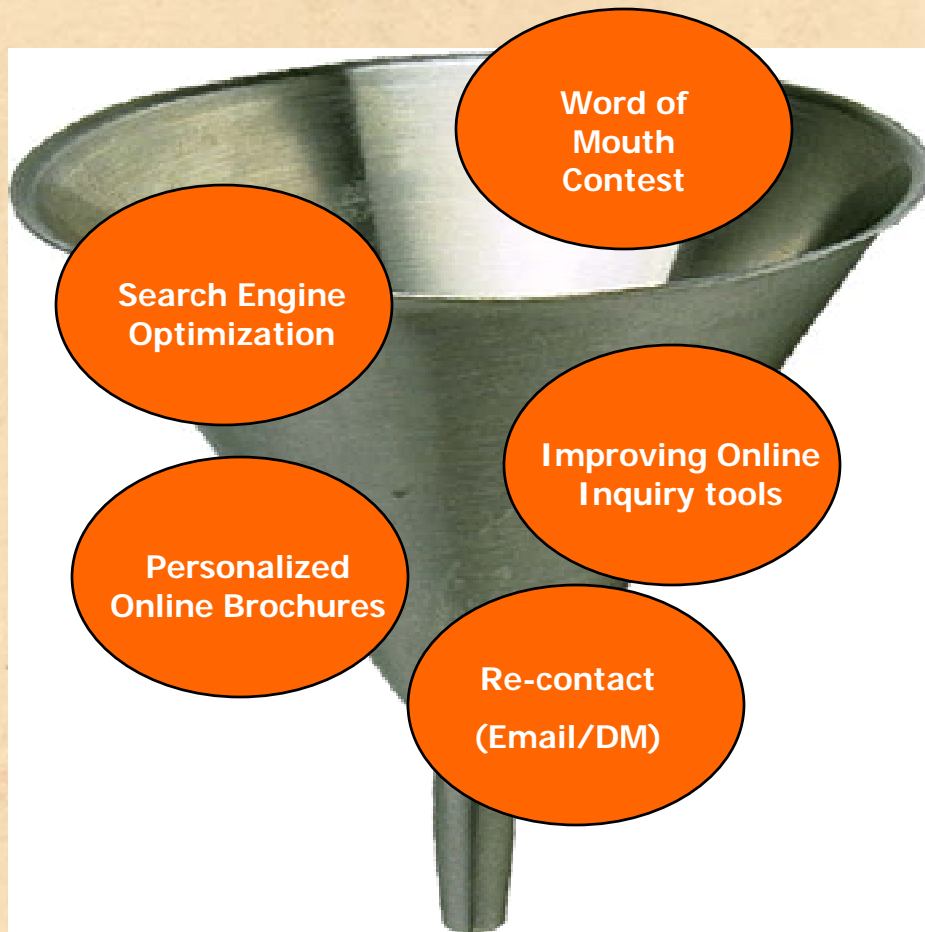 Word of
Mouth
Contest
Search Engine
Optimization
Improving Online
Inquiry tools
Personalized
Online Brochures
Re-contact
(Email/DM)